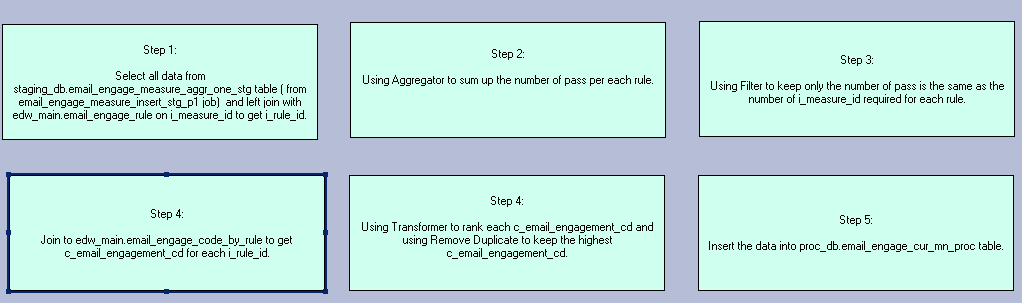 Step 1:
Select all data from
staging_db.email_engage_measure_aggr_one_stg table ( from
email_engage_measure_insert_stg_p1 job) and left join with
edw_main.email_engage_rule on i_measure_id to get i_rule_id.
Step 2:
Using Aggregator to sum up the number of pass per each rule.
Step 3:
Using Filter to keep only the number of pass is the same as the
number of i_measure_id required for each rule.
Step 4:
Join to edw_main.email_engage_code_by_rule to get
c_email_engagement_cd for each i_rule_id.
Step 4:
Using Transformer to rank each c_email_engagement_cd and
using Remove Duplicate to keep the highest
c_email_engagement_cd.
Step 5:
Insert the data into proc_db.email_engage_cur_mn_proc table.